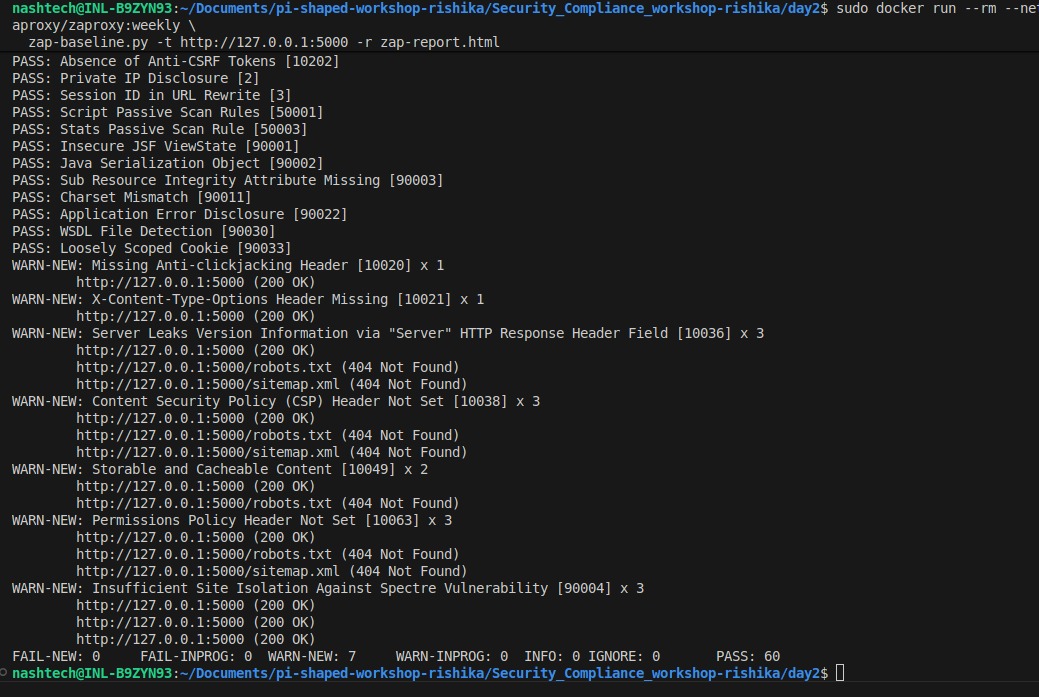 nashtech@INL-B9ZYN93:~/Documents/pi-shaped-workshop-rishika/Security_Compliance_workshop-rishika/day2$ sudo docker run --rm --net
aproxy/zaproxy:weekly \
  zap-baseline.py -t http://127.0.0.1:5000 -r zap-report.html
PASS: Absence of Anti-CSRF Tokens [10202]
PASS: Private IP Disclosure [2]
PASS: Session ID in URL Rewrite [3]
PASS: Script Passive Scan Rules [50001]
PASS: Stats Passive Scan Rule [50003]
PASS: Insecure JSF ViewState [90001]
PASS: Java Serialization Object [90002]
PASS: Sub Resource Integrity Attribute Missing [90003]
PASS: Charset Mismatch [90011]
PASS: Application Error Disclosure [90022]
PASS: WSDL File Detection [90030]
PASS: Loosely Scoped Cookie [90033]
WARN-NEW: Missing Anti-clickjacking Header [10020] x 1
        http://127.0.0.1:5000 (200 OK)
WARN-NEW: X-Content-Type-Options Header Missing [10021] x 1
        http://127.0.0.1:5000 (200 OK)
WARN-NEW: Server Leaks Version Information via "Server" HTTP Response Header Field [10036] x 3
        http://127.0.0.1:5000 (200 OK)
        http://127.0.0.1:5000/robots.txt (404 Not Found)
        http://127.0.0.1:5000/sitemap.xml (404 Not Found)
WARN-NEW: Content Security Policy (CSP) Header Not Set [10038] x 3
        http://127.0.0.1:5000 (200 OK)
        http://127.0.0.1:5000/robots.txt (404 Not Found)
        http://127.0.0.1:5000/sitemap.xml (404 Not Found)
WARN-NEW: Storable and Cacheable Content [10049] x 2
        http://127.0.0.1:5000 (200 OK)
        http://127.0.0.1:5000/robots.txt (404 Not Found)
WARN-NEW: Permissions Policy Header Not Set [10063] x 3
        http://127.0.0.1:5000 (200 OK)
        http://127.0.0.1:5000/robots.txt (404 Not Found)
        http://127.0.0.1:5000/sitemap.xml (404 Not Found)
WARN-NEW: Insufficient Site Isolation Against Spectre Vulnerability [90004] x 3
        http://127.0.0.1:5000 (200 OK)
        http://127.0.0.1:5000 (200 OK)
        http://127.0.0.1:5000 (200 OK)
FAIL-NEW: 0     FAIL-INPROG: 0  WARN-NEW: 7     WARN-INPROG: 0  INFO: 0 IGNORE: 0       PASS: 60
nashtech@INL-B9ZYN93:~/Documents/pi-shaped-workshop-rishika/Security_Compliance_workshop-rishika/day2$